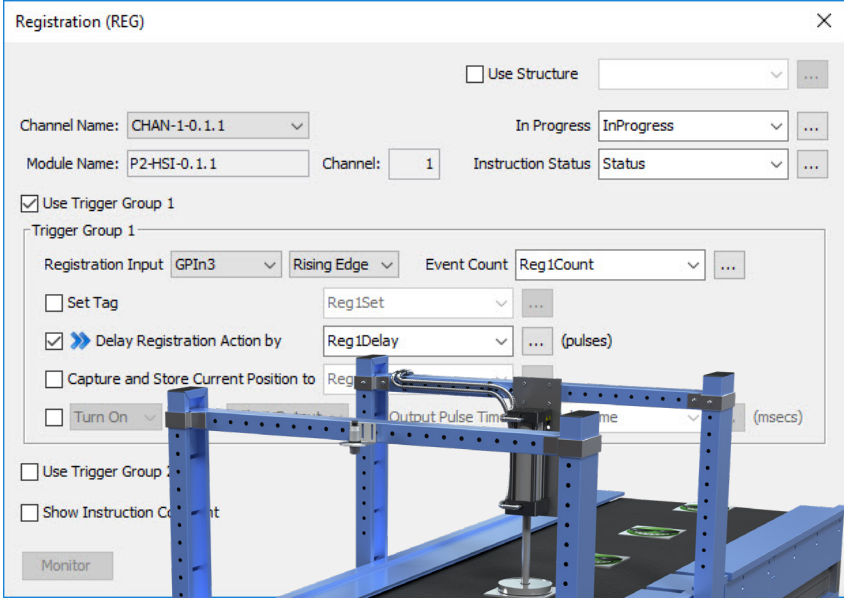 Registration (REG)
Use Structure ...
Channel Name: CHAN-1-0.1.1 In Progress InProgress ...
Module Name: P2-HSI-0.1.1 Channel: 1 Instruction Status Status ...
Use Trigger Group 1
Trigger Group 1
Registration Input GPIn3 Rising Edge Event Count Reg1Count ...
Set Tag Reg1Set ...
Delay Registration Action by Reg1Delay ... (pulses)
Capture and Store Current Position to
Turn On Output Pulse Time (msecs)
Use Trigger Group
Show Instruction
Monitor